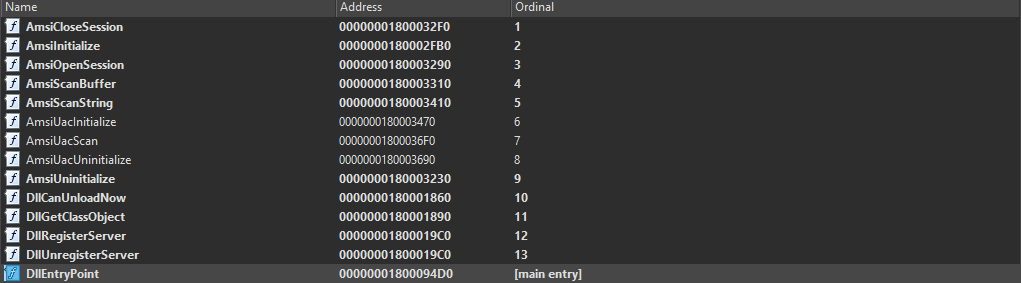 Name Address Ordinal
AmsiCloseSession 00000001800032F0 1
AmsiInitialize 0000000180002FB0 2
AmsiOpenSession 0000000180003290 3
AmsiScanBuffer 0000000180003310 4
AmsiScanString 0000000180003410 5
AmsiUacInitialize 0000000180003470 6
AmsiUacScan 00000001800036F0 7
AmsiUacUninitialize 0000000180003690 8
AmsiUninitialize 0000000180003230 9
DllCanUnloadNow 0000000180001860 10
DllGetClassObject 0000000180001890 11
DllRegisterServer 00000001800019C0 12
DllUnregisterServer 00000001800019C0 13
DllEntryPoint 00000001800094D0 [main entry]